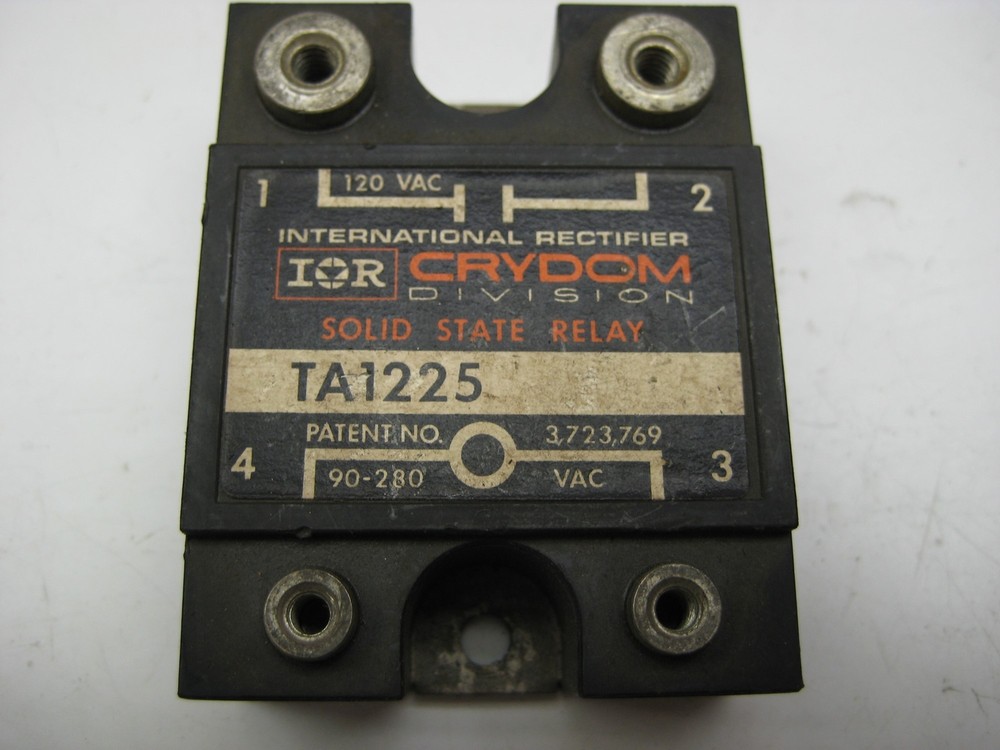 1 120 VAC 2
INTERNATIONAL RECTIFIER
IOR CRYDOM
DIVISION
SOLID STATE RELAY
TA1225
PATENT NO. 3,723,769
4 90-280 VAC 3